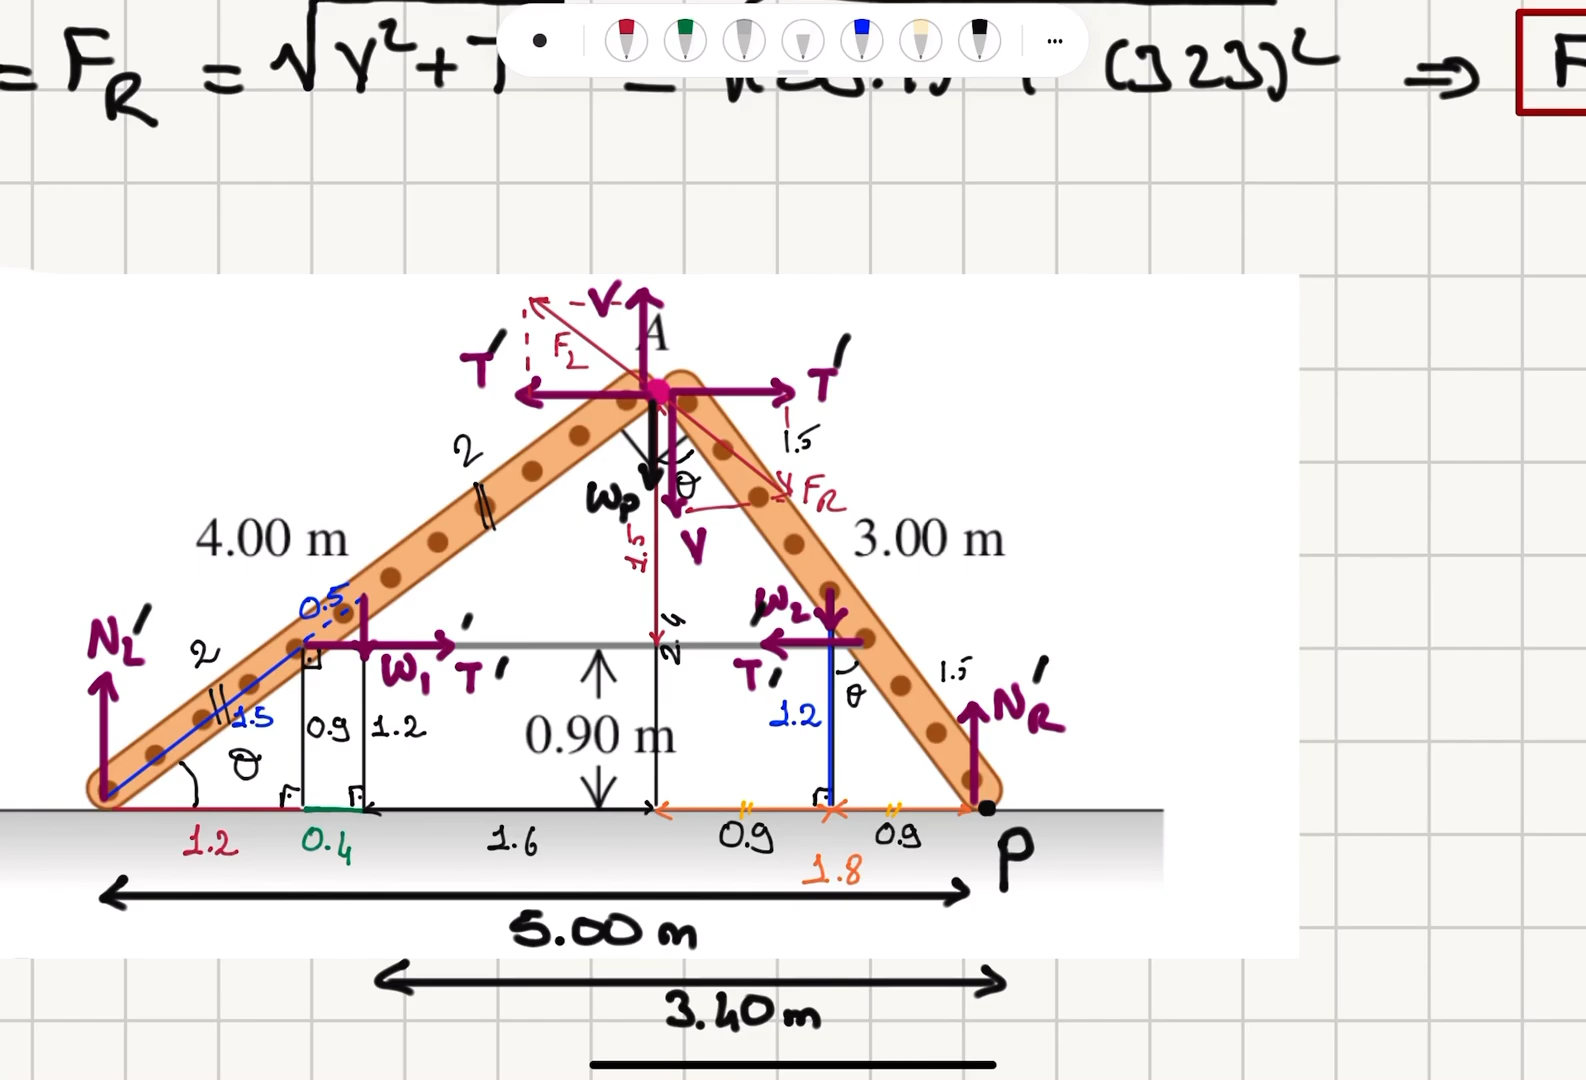 = F_R = √V² + T (323)² ⇒ F
V
A
T' T'
F_L
1.5
2
θ
W_P F_R
V
4.00 m 1.5 3.00 m
0.5
W_2
N_L' 2 2.4
W_1 T' T' 1.5
θ N_R'
1.5 0.9 1.2 0.90 m 1.2
θ
1.2 0.4 1.6 0.9 0.9
1.8 P
5.00 m
3.40 m